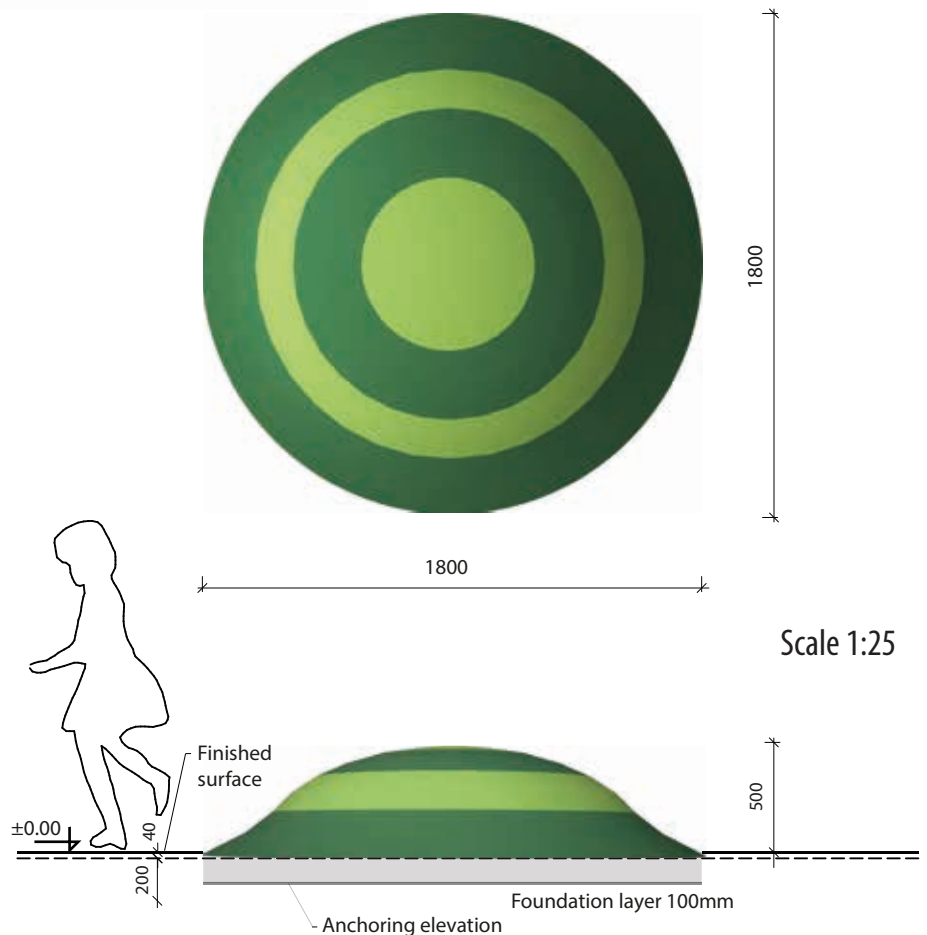 1800
1800
Scale 1:25
Finished
surface
500
±0.00
40
200
Foundation layer 100mm
Anchoring elevation